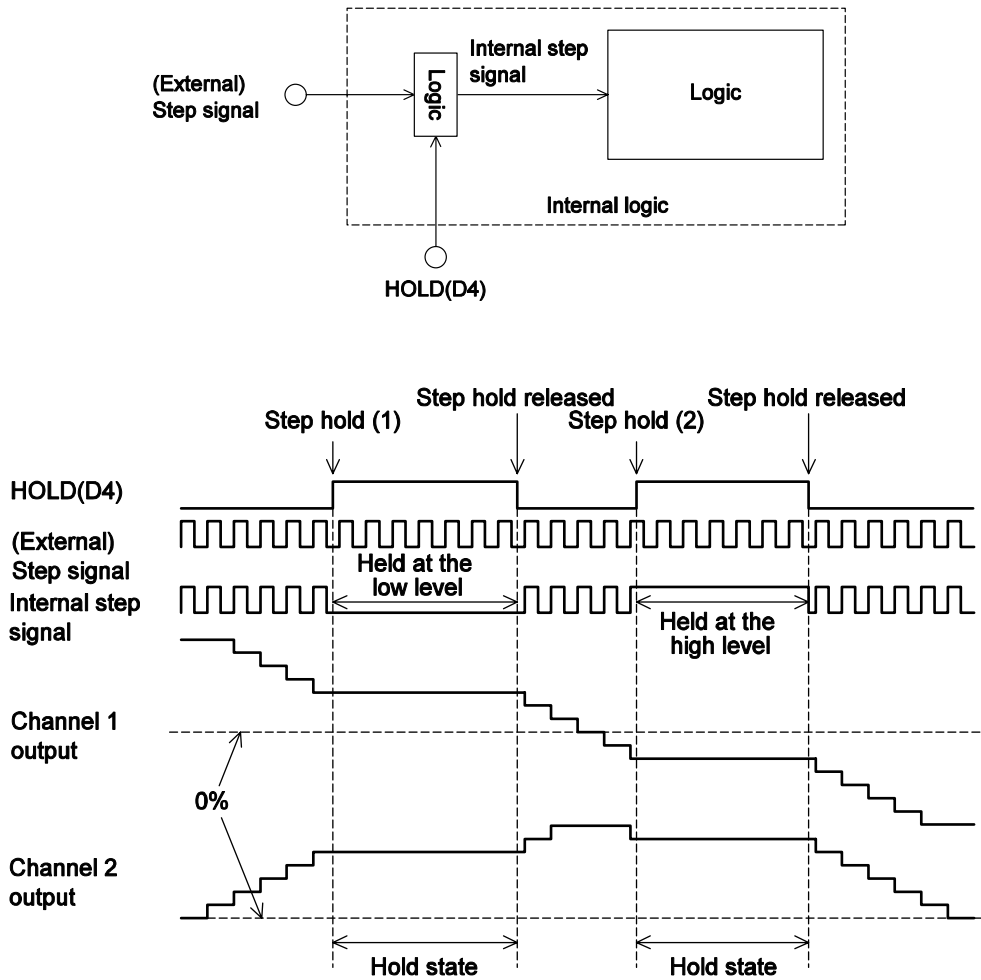 (External)
Step signal
Logic
Internal step
signal
Logic
Internal logic
HOLD(D4)
Step hold (1)
Step hold released
Step hold (2)
Step hold released
HOLD(D4)
(External)
Step signal
Held at the
low level
Internal step
signal
Held at the
high level
Channel 1
output
0%
Channel 2
output
Hold state
Hold state